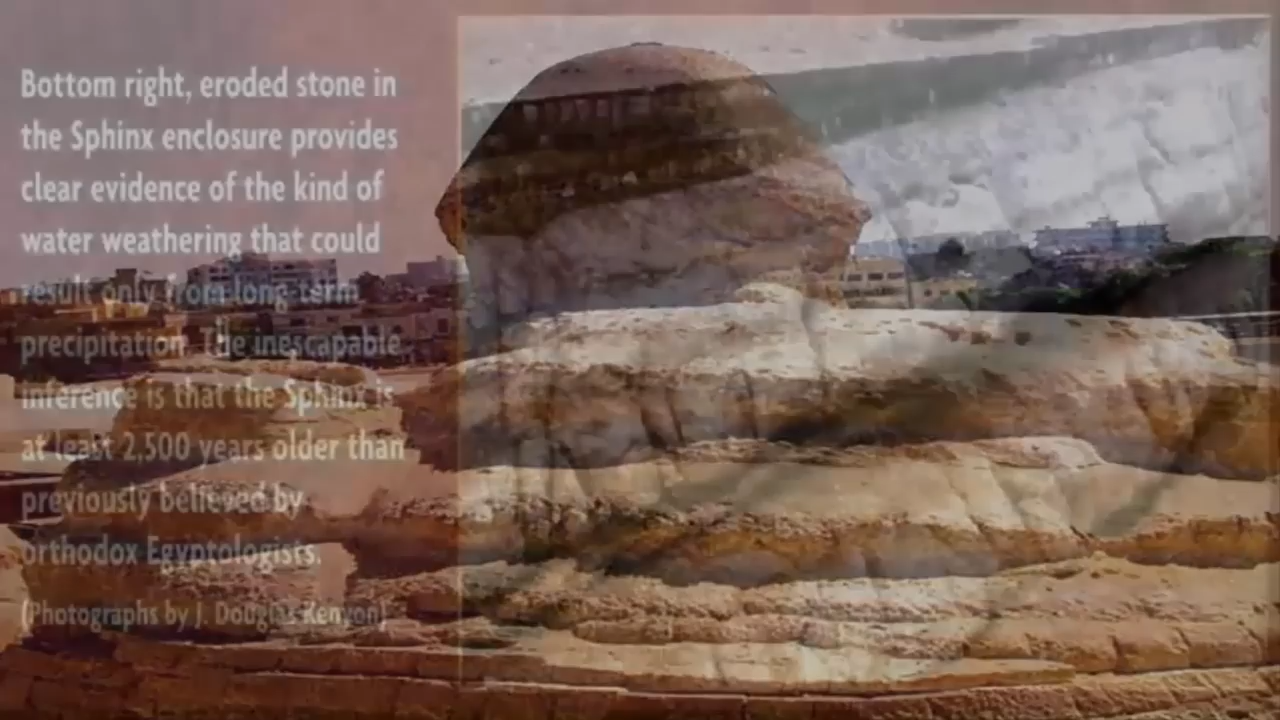 Bottom right, eroded stone in
the Sphinx enclosure provides
clear evidence of the kind of
water weathering that could
result only from long-term
precipitation. The inescapable
inference is that the Sphinx is
at least 2,500 years older than
previously believed by
orthodox Egyptologists.
(Photographs by J. Douglas Kenyon)